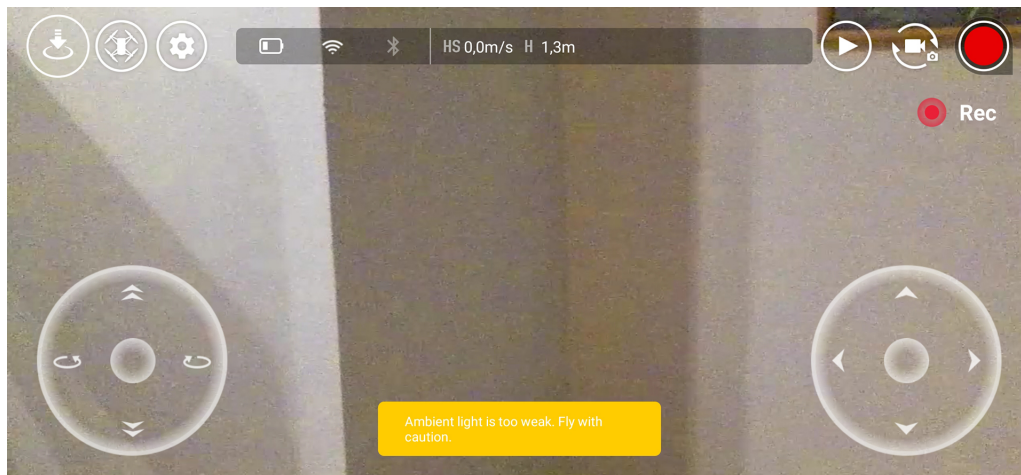 HS 0,0m/s H 1,3m
Rec
Ambient light is too weak. Fly with
caution.